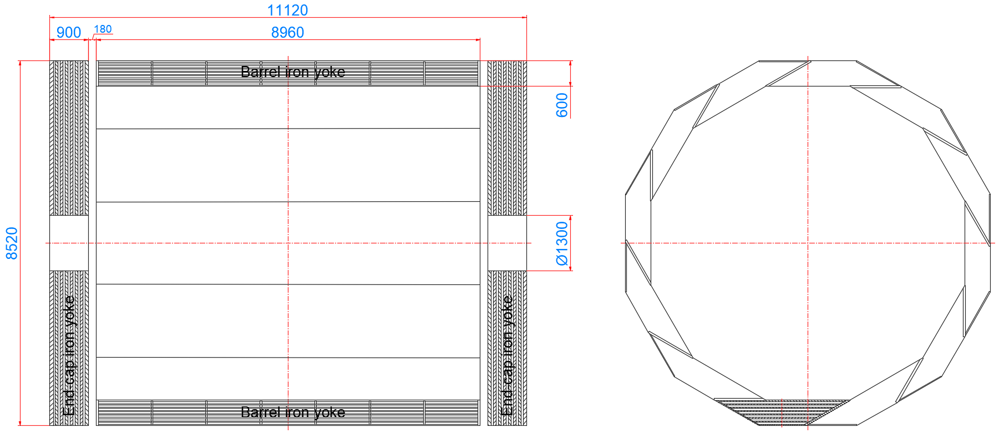 11120
900
180
8960
Barrel iron yoke
600
8520
Ø1300
End-cap iron yoke
End-cap iron yoke
Barrel iron yoke